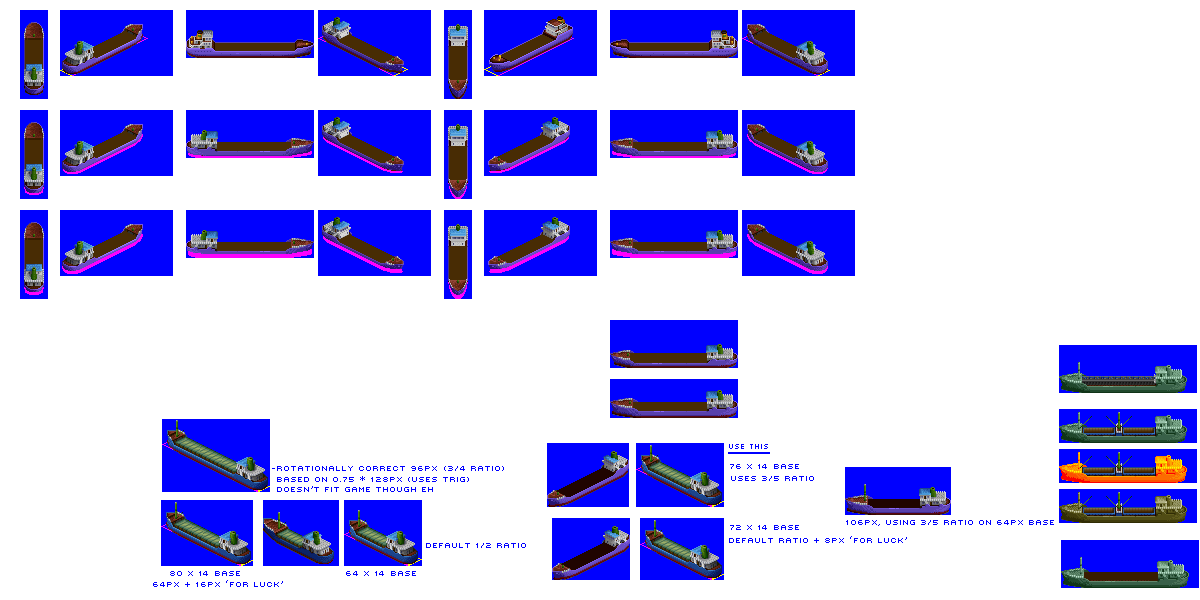 -ROTATIONALLY CORRECT 96PX (3/4 RATIO)
BASED ON 0.75 * 128PX (USES TRIG)
DOESN'T FIT GAME THOUGH EH
DEFAULT 1/2 RATIO
80 X 14 BASE
64PX + 16PX 'FOR LUCK'
64 X 14 BASE
USE THIS
76 X 14 BASE
USES 3/5 RATIO
72 X 14 BASE
DEFAULT RATIO + 8PX 'FOR LUCK'
106PX, USING 3/5 RATIO ON 64PX BASE